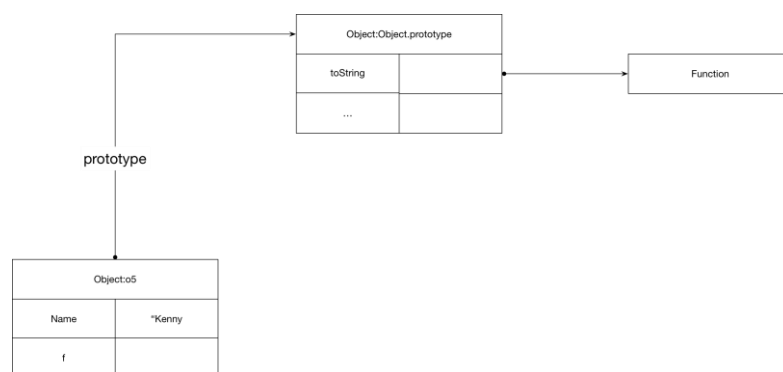 Object:Object.prototype
toString
Function
...
prototype
Object:o5
Name
"Kenny
f